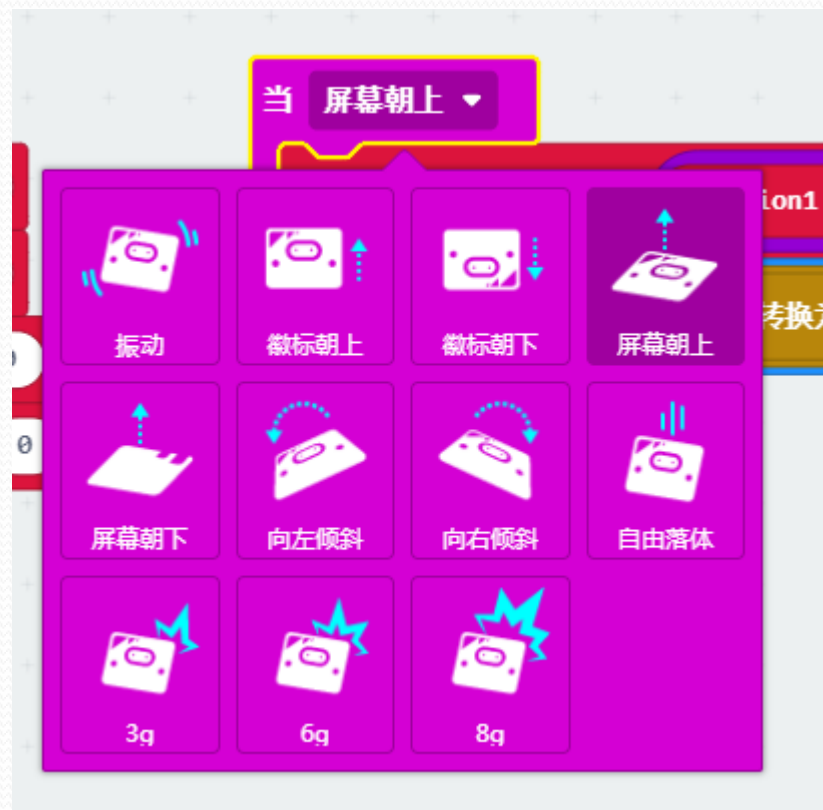 当 屏幕朝上
ion1
振动 徽标朝上 徽标朝下 屏幕朝上
转换
0
屏幕朝下 向左倾斜 向右倾斜 自由落体
3g 6g 8g